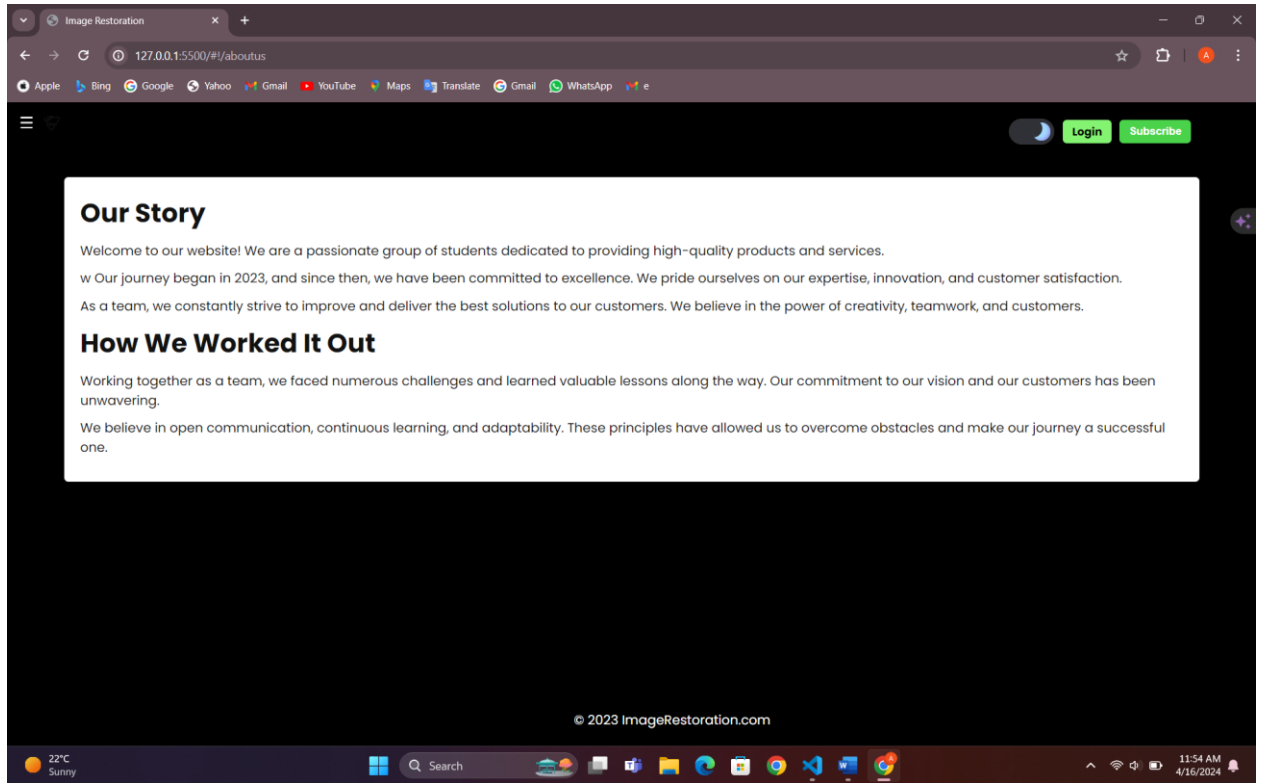 Image Restoration
127.0.0.1:5500/#!/aboutus
A
Apple Bing Google Yahoo Gmail YouTube Maps Translate Gmail WhatsApp e
Login Subscribe
Our Story
Welcome to our website! We are a passionate group of students dedicated to providing high-quality products and services.
w Our journey began in 2023, and since then, we have been committed to excellence. We pride ourselves on our expertise, innovation, and customer satisfaction.
As a team, we constantly strive to improve and deliver the best solutions to our customers. We believe in the power of creativity, teamwork, and customers.
How We Worked It Out
Working together as a team, we faced numerous challenges and learned valuable lessons along the way. Our commitment to our vision and our customers has been
unwavering.
We believe in open communication, continuous learning, and adaptability. These principles have allowed us to overcome obstacles and make our journey a successful
one.
© 2023 ImageRestoration.com
22°C
Sunny
Search
11:54 AM
4/16/2024